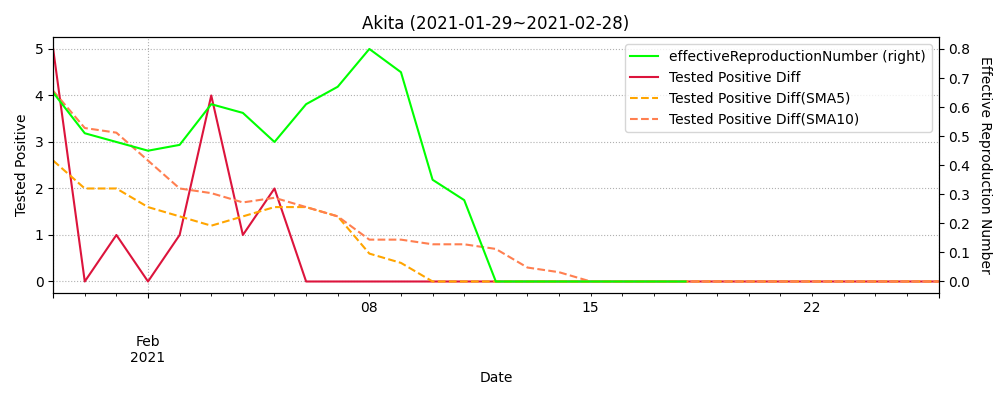 Akita (2021-01-29~2021-02-28)
effectiveReproductionNumber (right)
Tested Positive Diff
Tested Positive Diff(SMA5)
Tested Positive Diff(SMA10)
Tested Positive
5
4
3
2
1
0
0.8
0.7
0.6
0.5
0.4
0.3
0.2
0.1
0.0
Effective Reproduction Number
08
15
22
Feb
2021
Date